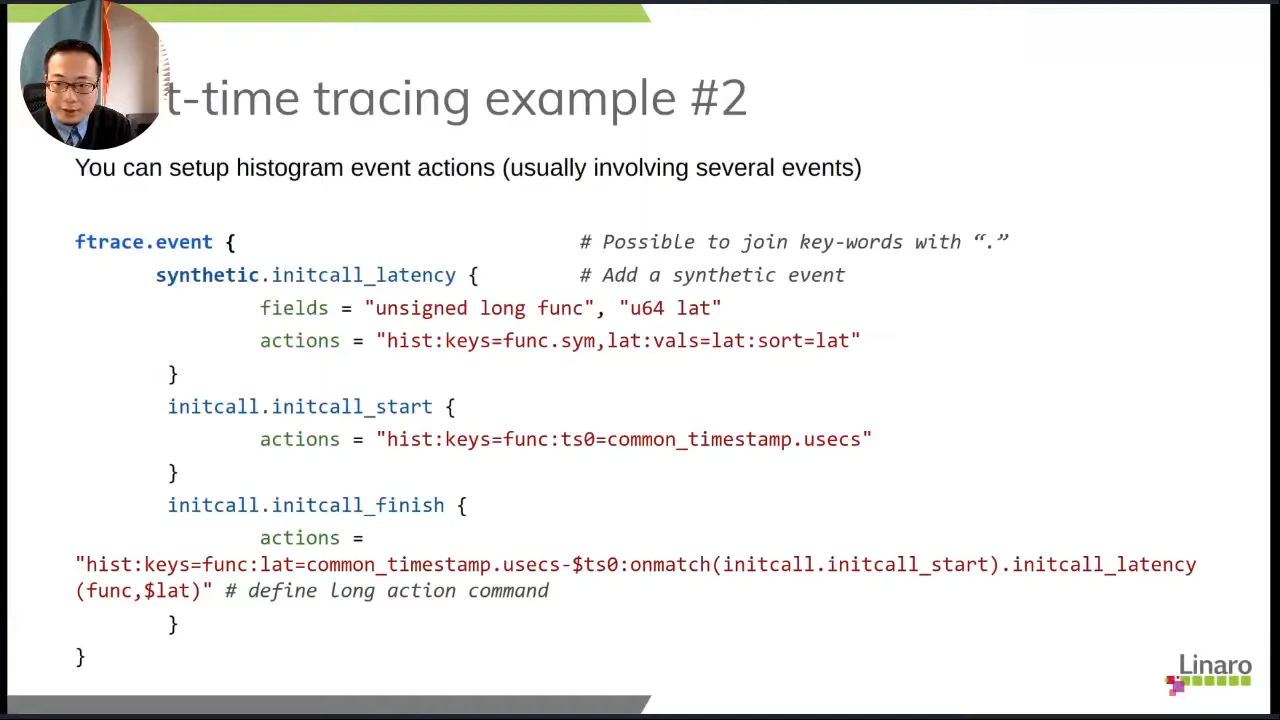 t-time tracing example #2
You can setup histogram event actions (usually involving several events)
ftrace.event { # Possible to join key-words with “.”
synthetic.initcall_latency { # Add a synthetic event
fields = "unsigned long func", "u64 lat"
actions = "hist:keys=func.sym,lat:vals=lat:sort=lat"
}
initcall.initcall_start {
actions = "hist:keys=func:ts0=common_timestamp.usecs"
}
initcall.initcall_finish {
actions =
"hist:keys=func:lat=common_timestamp.usecs-$ts0:onmatch(initcall.initcall_start).initcall_latency
(func,$lat)" # define long action command
}
}
Linaro